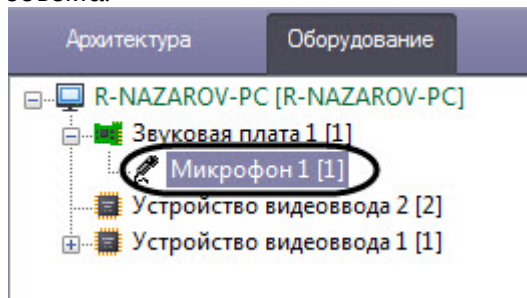 Архитектура Оборудование
R-NAZAROV-PC [R-NAZAROV-PC]
Звуковая плата 1 [1]
Микрофон 1 [1]
Устройство видеоввода 2 [2]
Устройство видеоввода 1 [1]